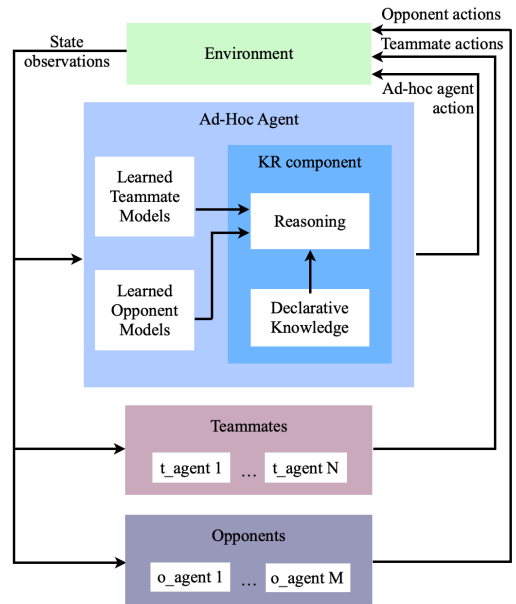 Opponent actions
State
observations
Environment
Teammate actions
Ad-hoc agent
action
Ad-Hoc Agent
KR component
Learned
Teammate
Models
Reasoning
Learned
Opponent
Models
Declarative
Knowledge
Teammates
t_agent 1 ... t_agent N
Opponents
o_agent 1 ... o_agent M